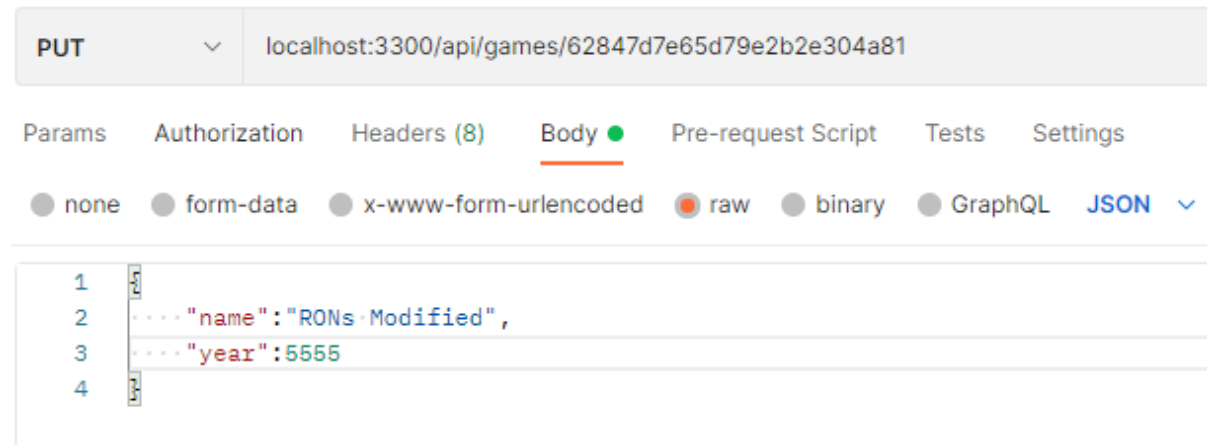 PUT localhost:3300/api/games/62847d7e65d79e2b2e304a81
Params Authorization Headers (8) Body Pre-request Script Tests Settings
none form-data x-www-form-urlencoded raw binary GraphQL JSON
1 {
2 "name":"RONs Modified",
3 "year":5555
4 }